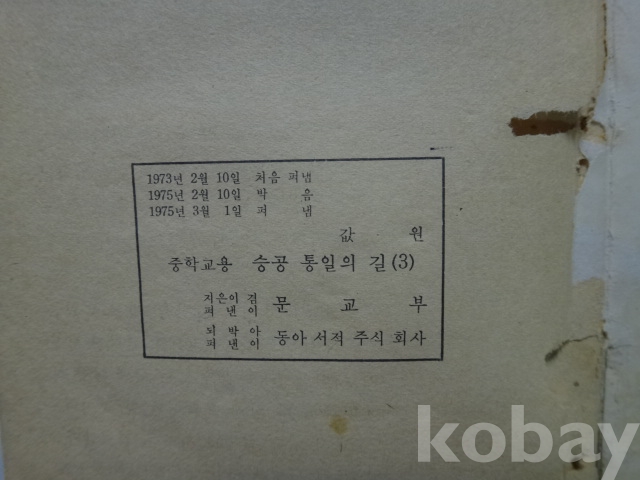 1973년 2월 10일 처음 펴냄
1975년 2월 10일 박 음
1975년 3월 1일 펴 냄
값 원
중학교용 승공 통일의 길 (3)
지은이 겸
펴 낸 이 문 교 부
되 박 아
펴 낸 이 동아 서적 주식 회사
kobay